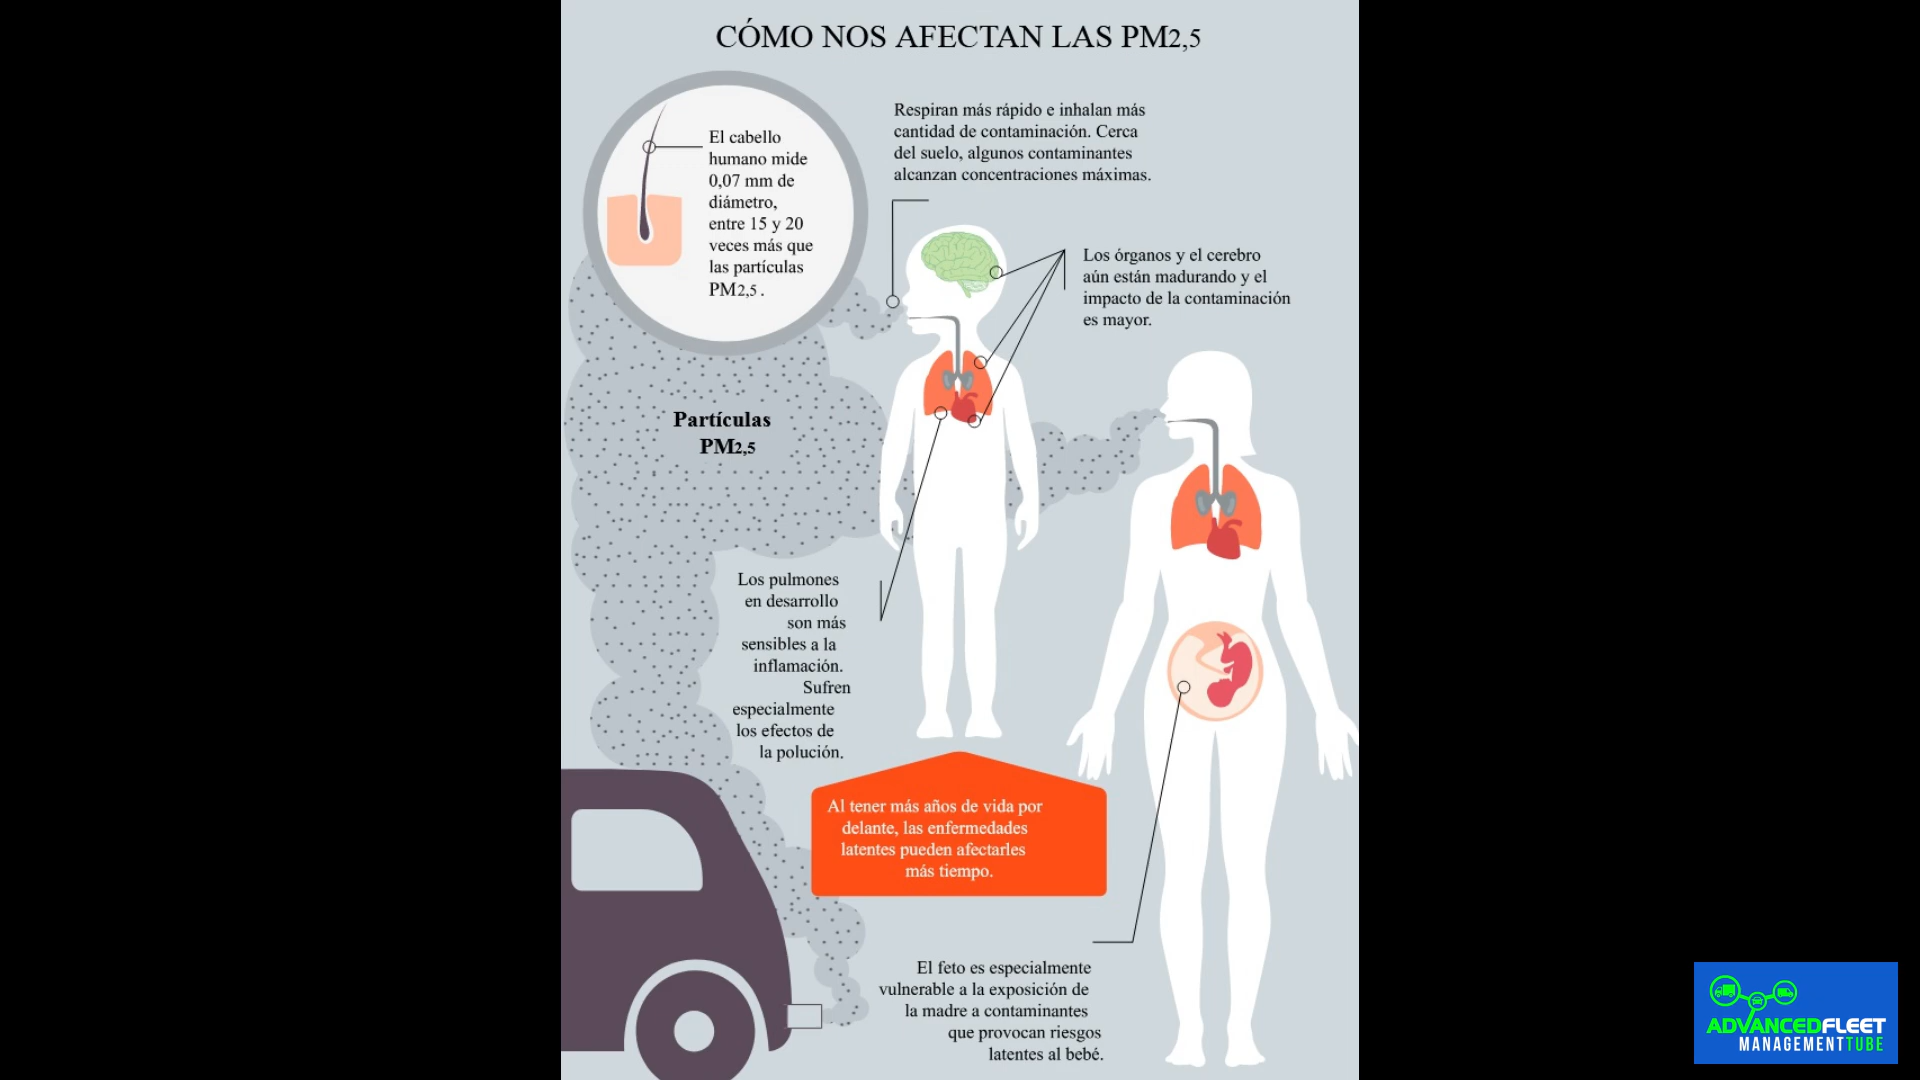 CÓMO NOS AFECTAN LAS PM2,5
El cabello
humano mide
0,07 mm de
diámetro,
entre 15 y 20
veces más que
las partículas
PM2,5 .
Respiran más rápido e inhalan más
cantidad de contaminación. Cerca
del suelo, algunos contaminantes
alcanzan concentraciones máximas.
Los órganos y el cerebro
aún están madurando y el
impacto de la contaminación
es mayor.
Partículas
PM2,5
Los pulmones
en desarrollo
son más
sensibles a la
inflamación.
Sufren
especialmente
los efectos de
la polución.
Al tener más años de vida por
delante, las enfermedades
latentes pueden afectarles
más tiempo.
El feto es especialmente
vulnerable a la exposición de
la madre a contaminantes
que provocan riesgos
latentes al bebé.
ADVANCEDFLEET
MANAGEMENTTUBE